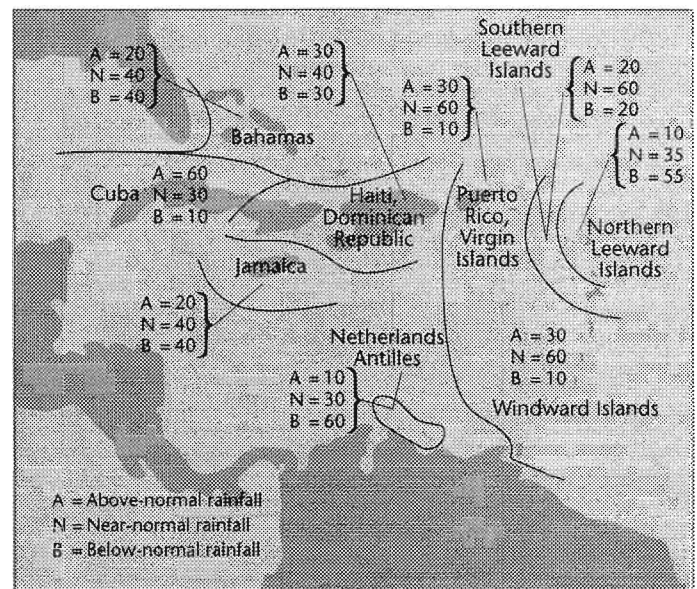 Southern
Leeward
Islands
A = 20
N = 40
B = 40
Bahamas
A = 30
N = 40
B = 30
A = 30
N = 60
B = 10
A = 20
N = 60
B = 20
A = 10
N = 35
B = 55
Cuba
A = 60
N = 30
B = 10
Haiti,
Dominican
Republic
Puerto
Rico,
Virgin
Islands
Northern
Leeward
Islands
Jamaica
A = 20
N = 40
B = 40
Netherlands
Antilles
A = 10
N = 30
B = 60
A = 30
N = 60
B = 10
Windward Islands
A = Above-normal rainfall
N = Near-normal rainfall
B = Below-normal rainfall